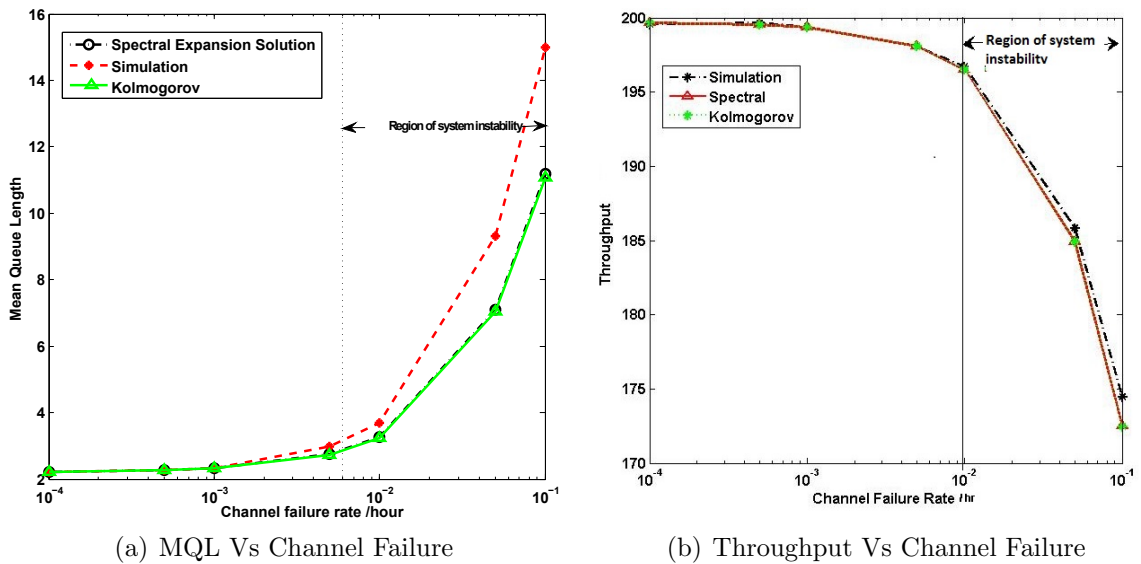 16
14
12
10
8
6
4
2
Mean Queue Length
Spectral Expansion Solution
Simulation
Kolmogorov
Region of system instability
10^-4
10^-3
10^-2
10^-1
Channel failure rate /hour
(a) MQL Vs Channel Failure
200
195
190
185
180
175
170
Throughput
Region of system
instability
Simulation
Spectral
Kolmogorov
10^-4
10^-3
10^-2
10^-1
Channel Failure Rate /hr
(b) Throughput Vs Channel Failure